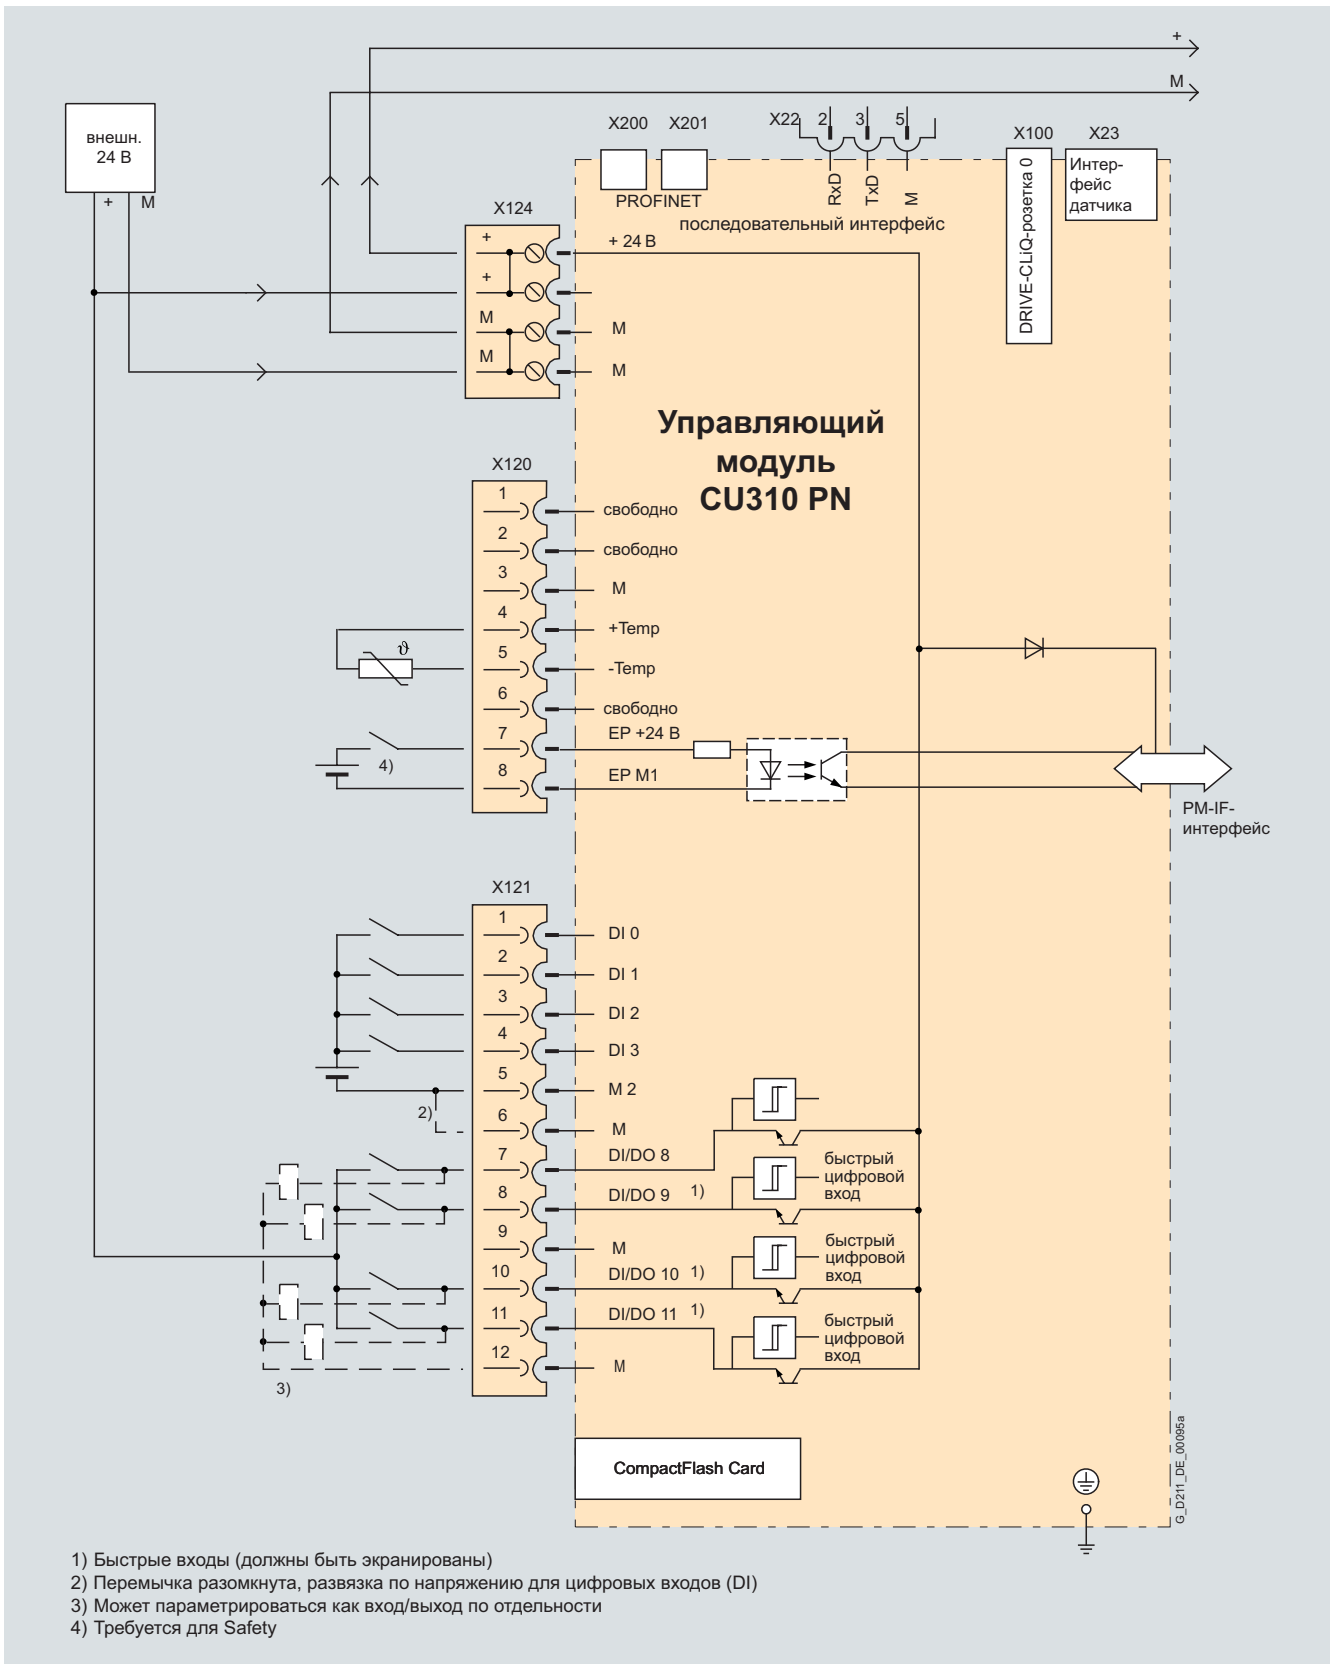 +
M
внешн.
24 В
+ M
X200 X201
PROFINET
X22 2 3 5
RxD
TxD
M
последовательный интерфейс
X100
DRIVE-CLiQ-розетка 0
X23
Интер-
фейс
датчика
X124
+
+ 24 В
+
M
M
M
M
Управляющий
модуль
CU310 PN
X120
1
свободно
2
свободно
3
M
4
+Temp
ϑ
5
-Temp
6
свободно
7
EP +24 В
4)
8
EP M1
PM-IF-
интерфейс
X121
1
DI 0
2
DI 1
3
DI 2
4
DI 3
5
M 2
2)
6
M
7
DI/DO 8
8
DI/DO 9 1)
быстрый
цифровой
вход
9
M
10
DI/DO 10 1)
быстрый
цифровой
вход
11
DI/DO 11 1)
быстрый
цифровой
вход
12
M
3)
CompactFlash Card
G_D211_DE_00095a
1) Быстрые входы (должны быть экранированы)
2) Перемычка разомкнута, развязка по напряжению для цифровых входов (DI)
3) Может параметрироваться как вход/выход по отдельности
4) Требуется для Safety